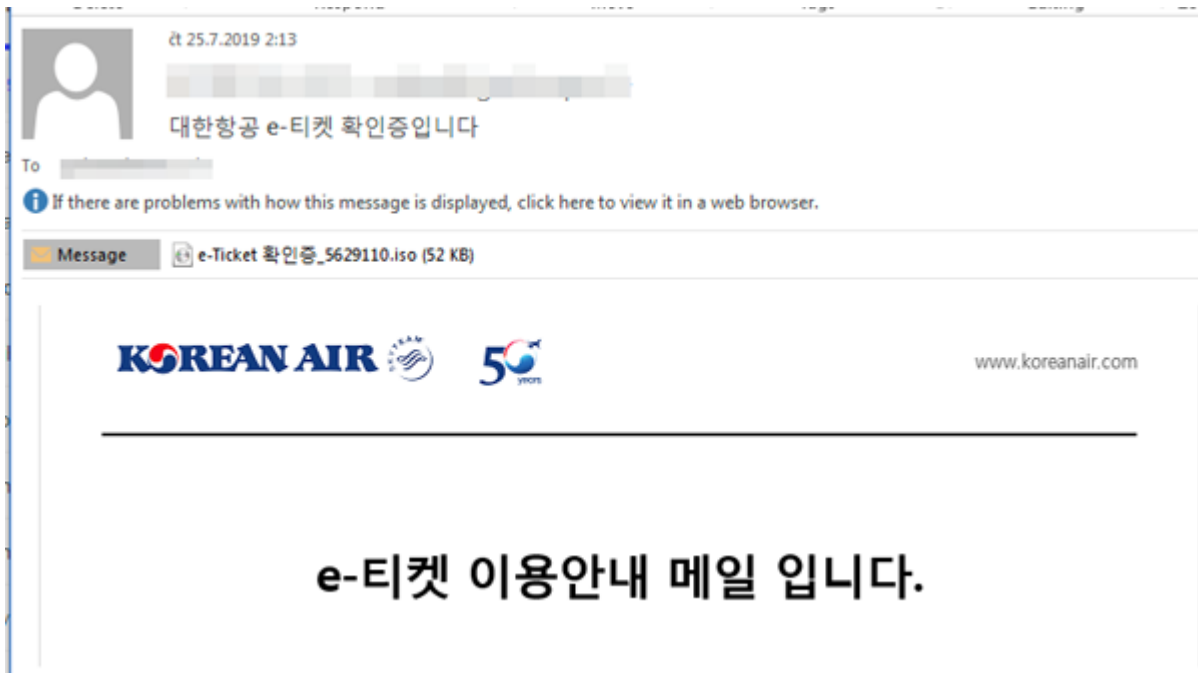 čt 25.7.2019 2:13
대한항공 e-티켓 확인증입니다
To
If there are problems with how this message is displayed, click here to view it in a web browser.
Message e-Ticket 확인증_5629110.iso (52 KB)
KOREAN AIR SKYTEAM 50 years www.koreanair.com
e-티켓 이용안내 메일 입니다.